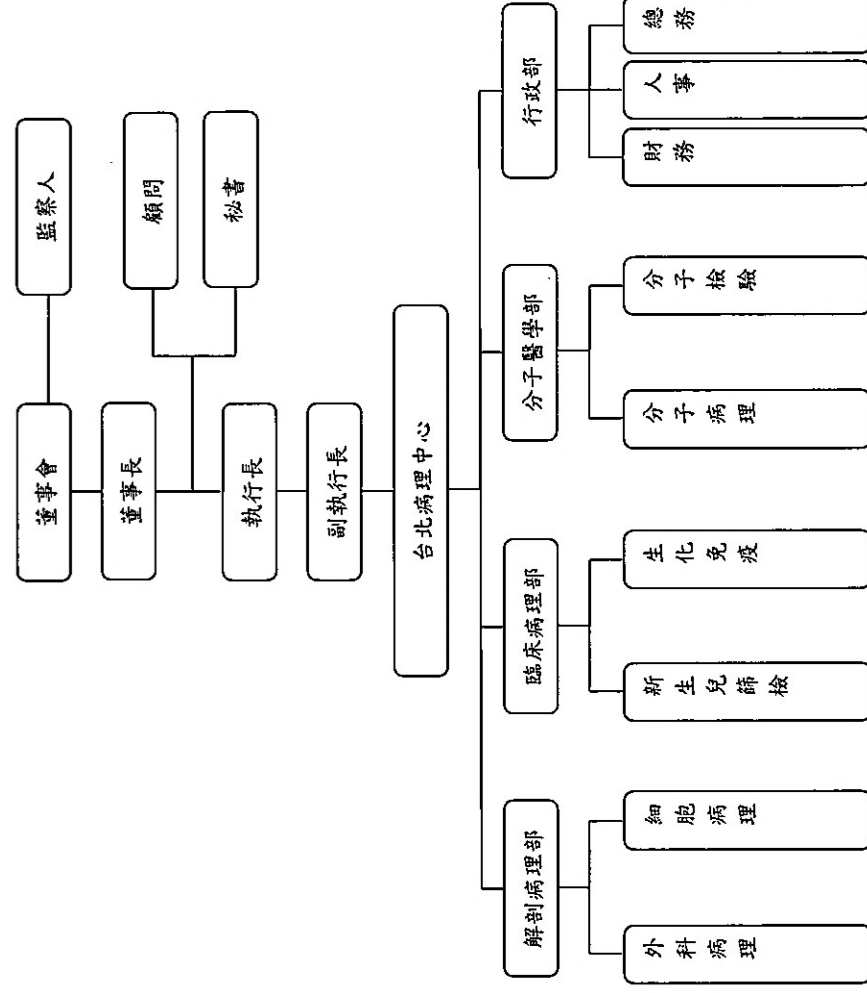 董事會
監察人
董事長
顧問
秘書
執行長
副執行長
台北病理中心
解剖病理部
臨床病理部
分子醫學部
行政部
外科病理
細胞病理
新生兒篩檢
生化免疫
分子病理
分子檢驗
財務
人事
總務